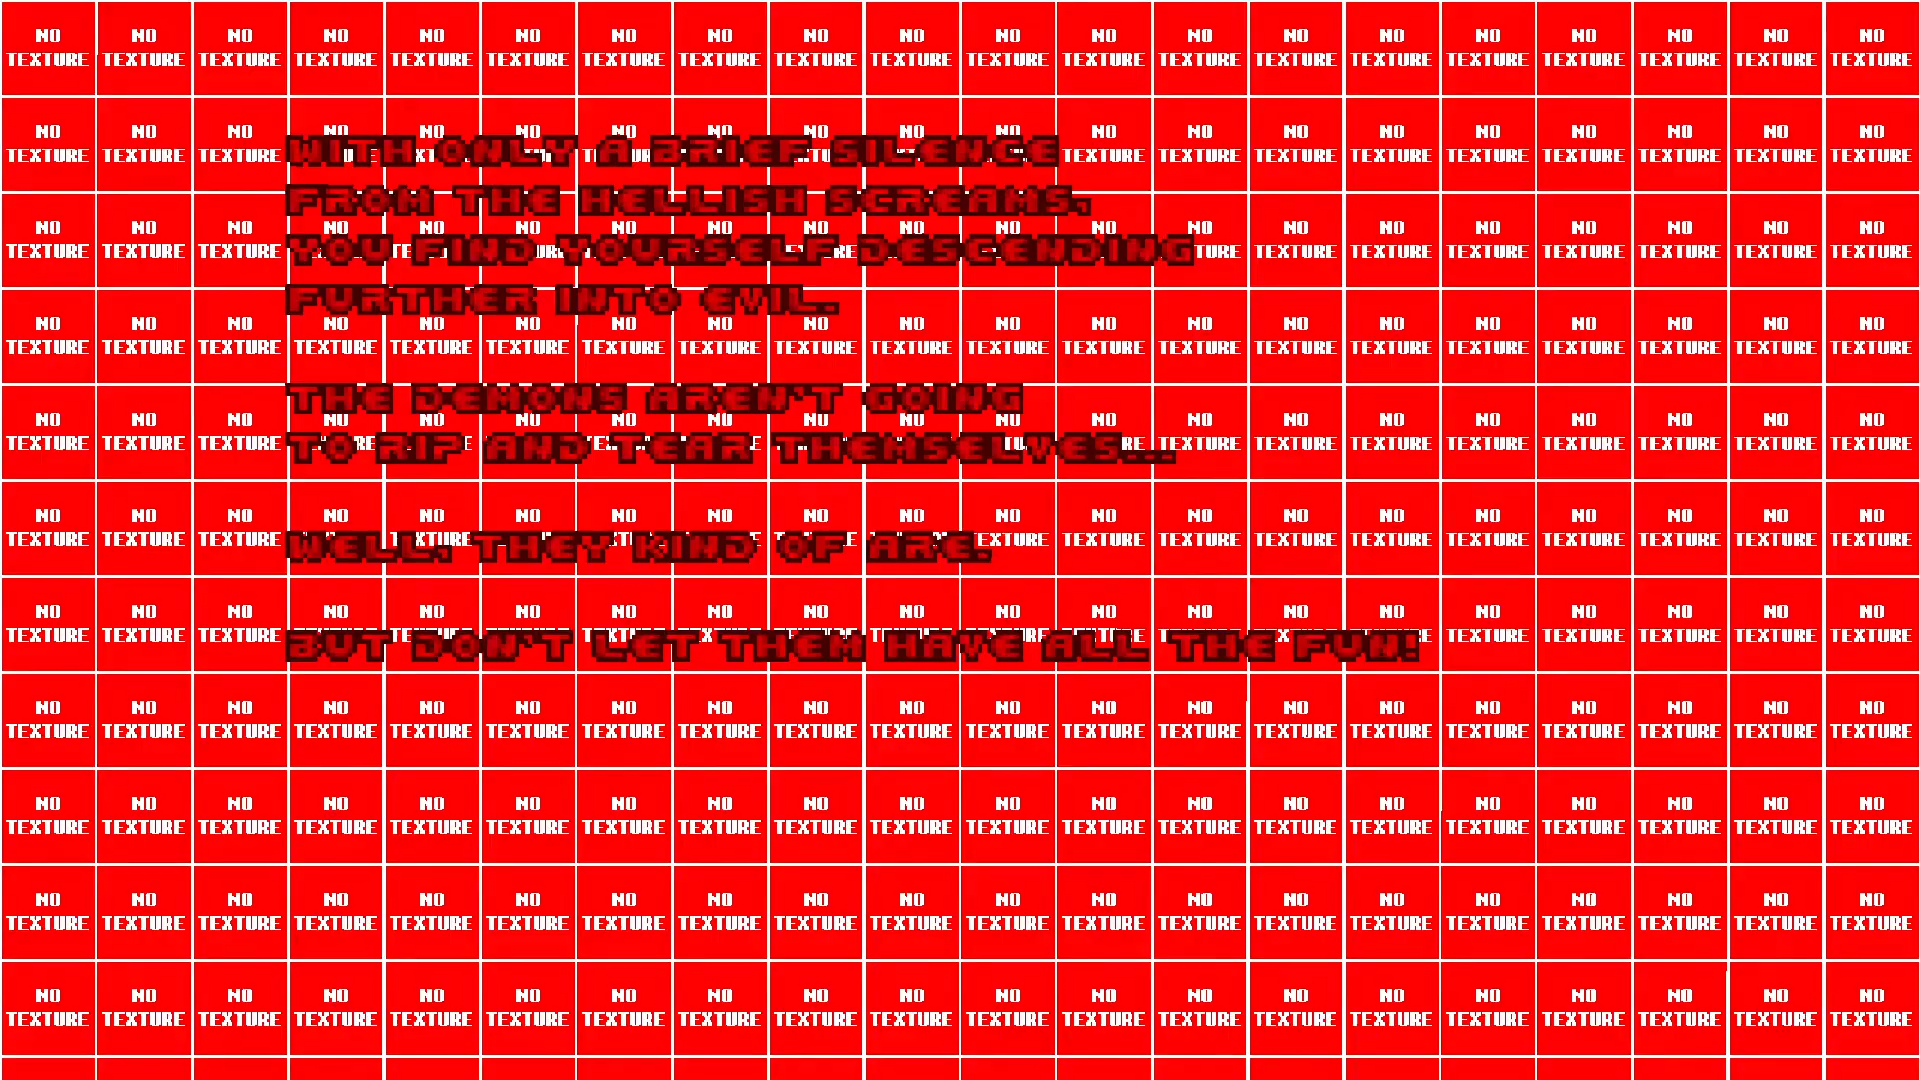 WITH ONLY A BRIEF SILENCE
FROM THE HELLISH SCREAMS,
YOU FIND YOURSELF DESCENDING
FURTHER INTO EVIL.
THE DEMONS AREN'T GOING
TO RIP AND TEAR THEMSELVES...
WELL, THEY KIND OF ARE.
BUT DON'T LET THEM HAVE ALL THE FUN!
NO
TEXTURE